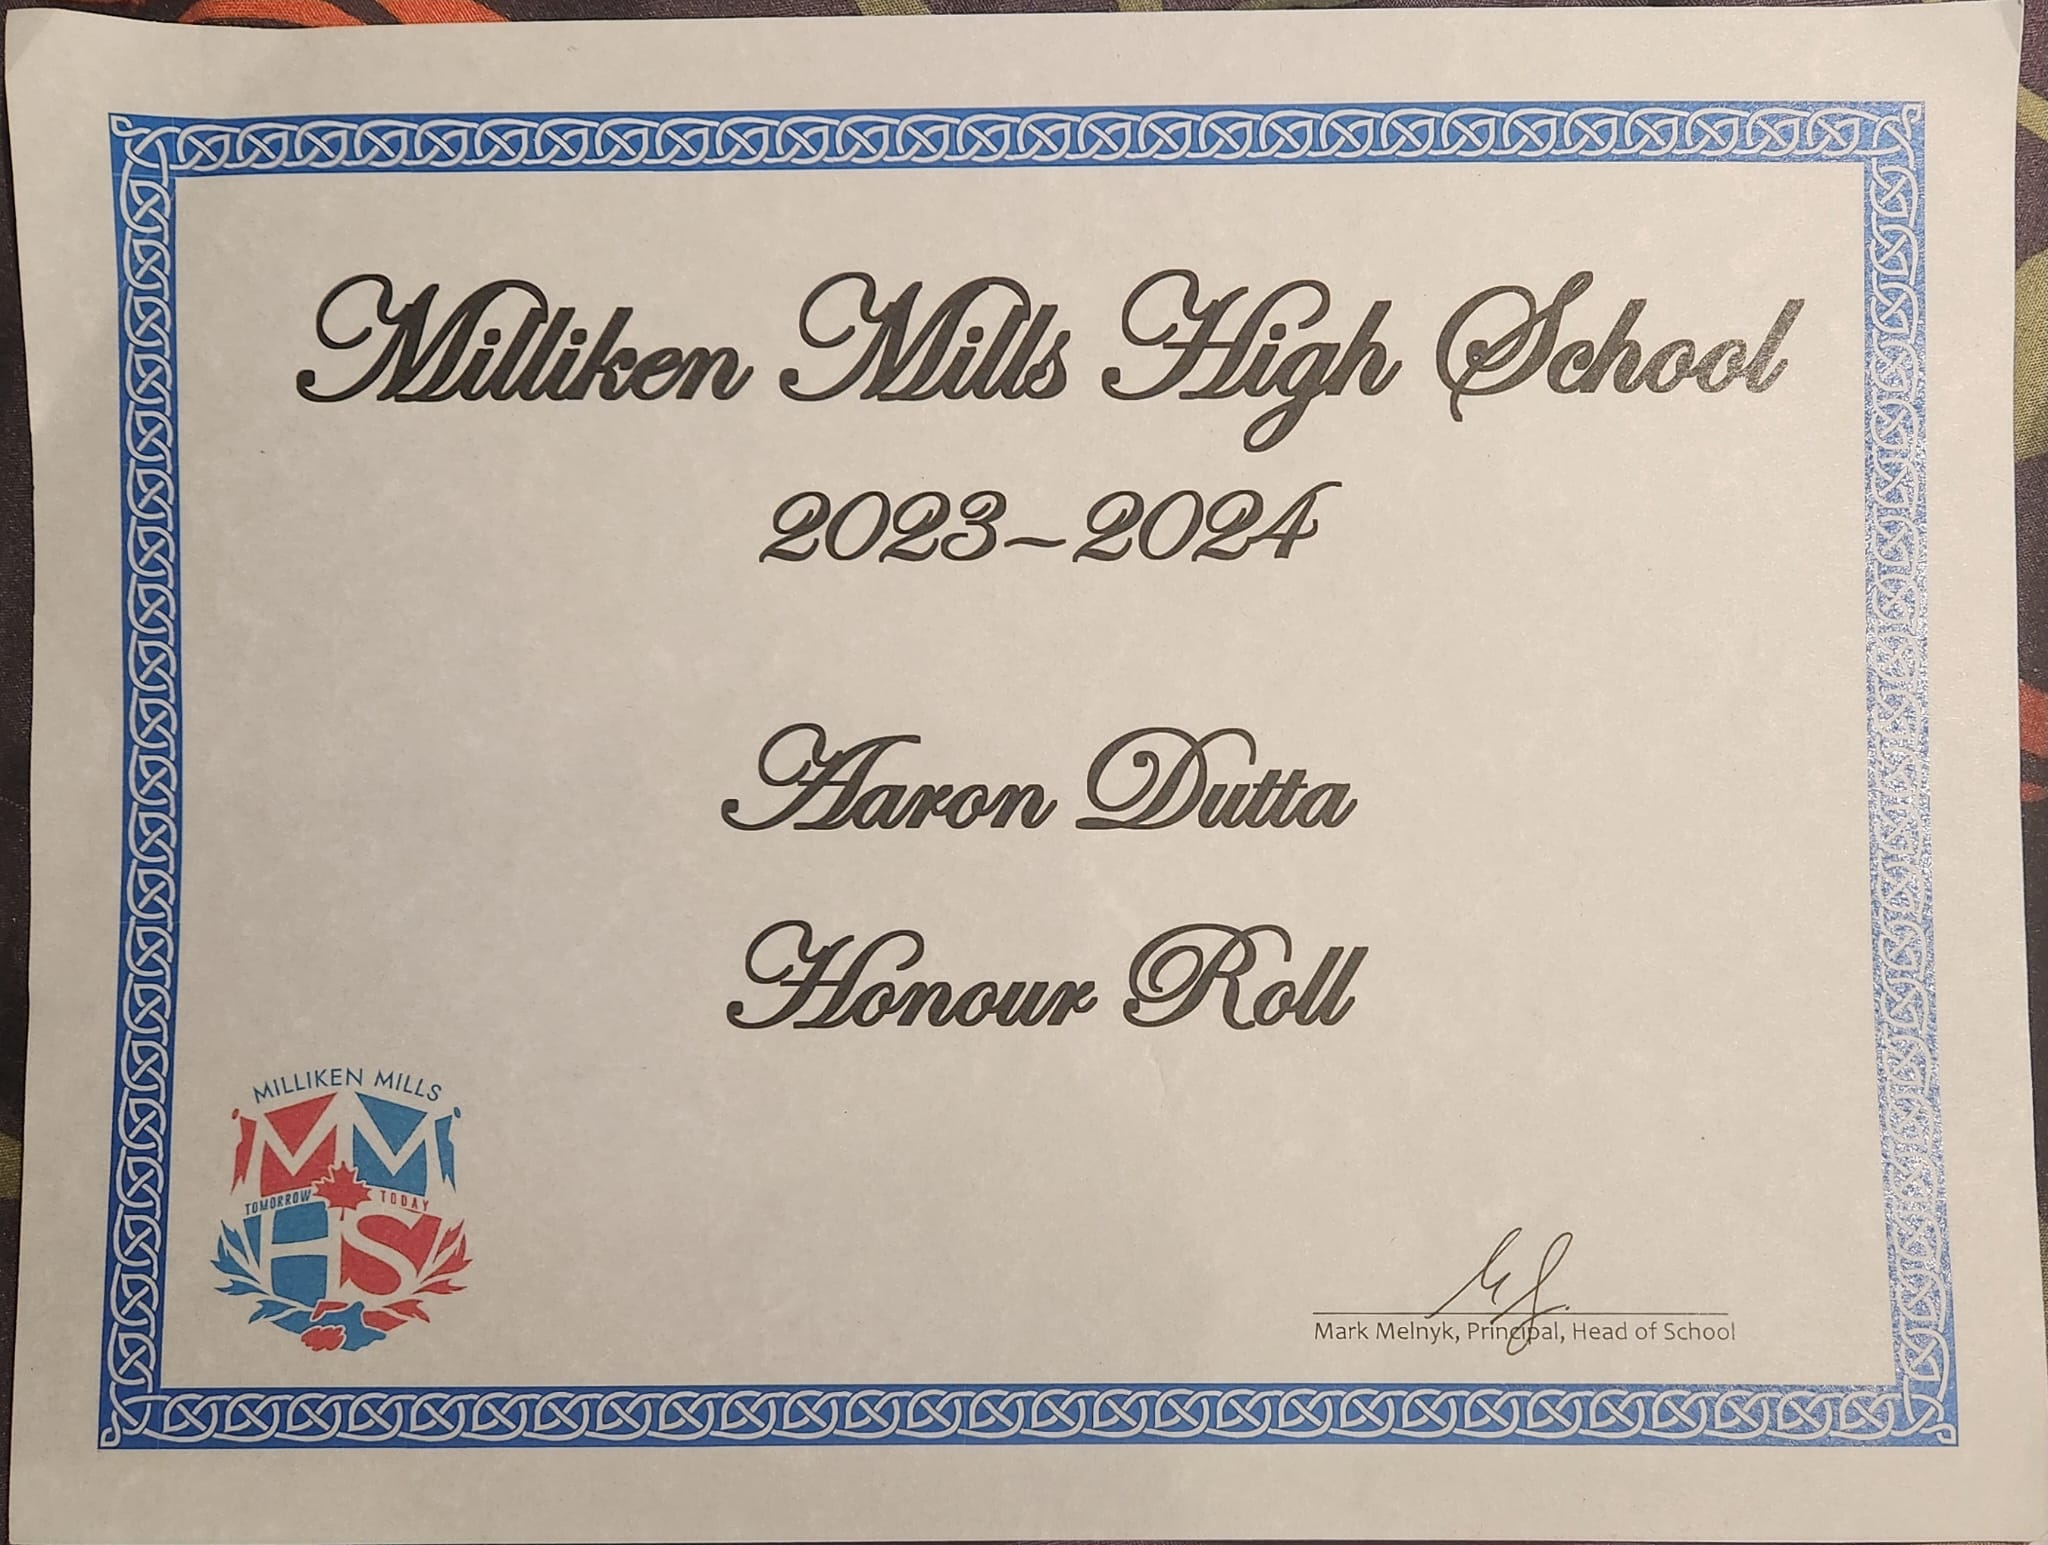 Milliken Mills High School
2023~2024
Aaron Dutta
Honour Roll
MILLIKEN MILLS
MM
TOMORROW TODAY
HS
Mark Melnyk, Principal, Head of School